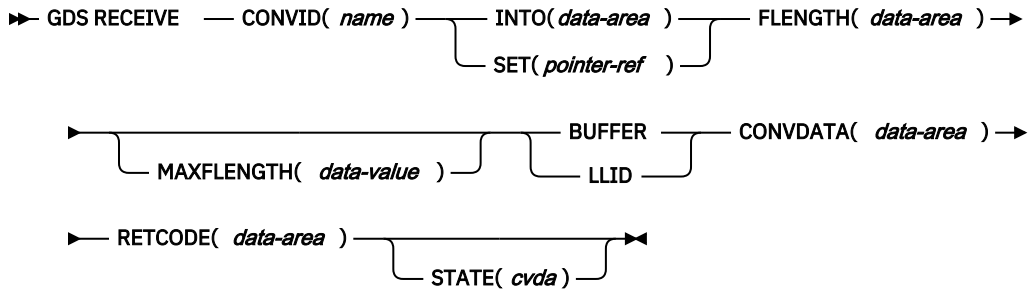 GDS RECEIVE CONVID( name ) INTO( data-area ) FLENGTH( data-area )
SET( pointer-ref )
BUFFER CONVDATA( data-area )
MAXFLENGTH( data-value ) LLID
RETCODE( data-area )
STATE( cvda )